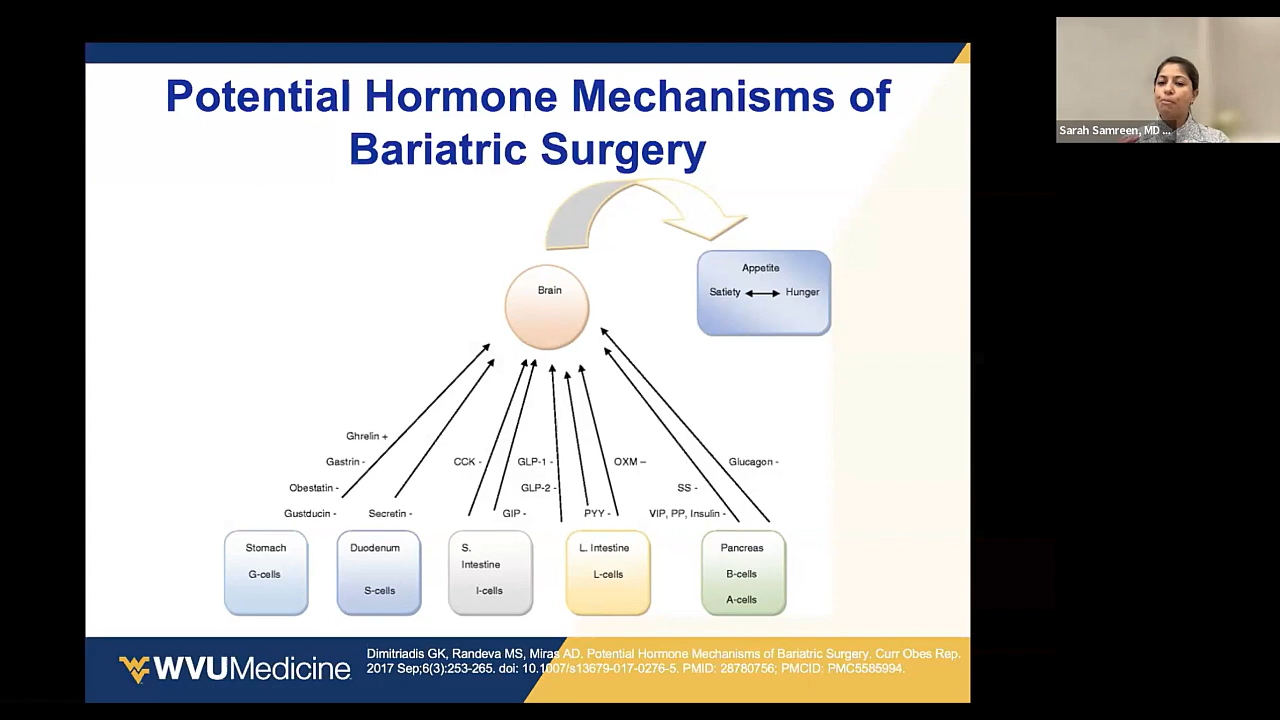 Potential Hormone Mechanisms of
Bariatric Surgery
Sarah Samreen, MD ...
Brain
Appetite
Satiety Hunger
Ghrelin +
Gastrin -
Obestatin -
Gustducin -
Secretin -
CCK -
GIP -
GLP-1 -
GLP-2 -
PYY -
OXM –
SS -
VIP, PP, Insulin -
Glucagon -
Stomach
G-cells
Duodenum
S-cells
S.
Intestine
I-cells
L. Intestine
L-cells
Pancreas
B-cells
A-cells
WVUMedicine
Dimitriadis GK, Randeva MS, Miras AD. Potential Hormone Mechanisms of Bariatric Surgery. Curr Obes Rep.
2017 Sep;6(3):253-265. doi: 10.1007/s13679-017-0276-5. PMID: 28780756; PMCID: PMC5585994.